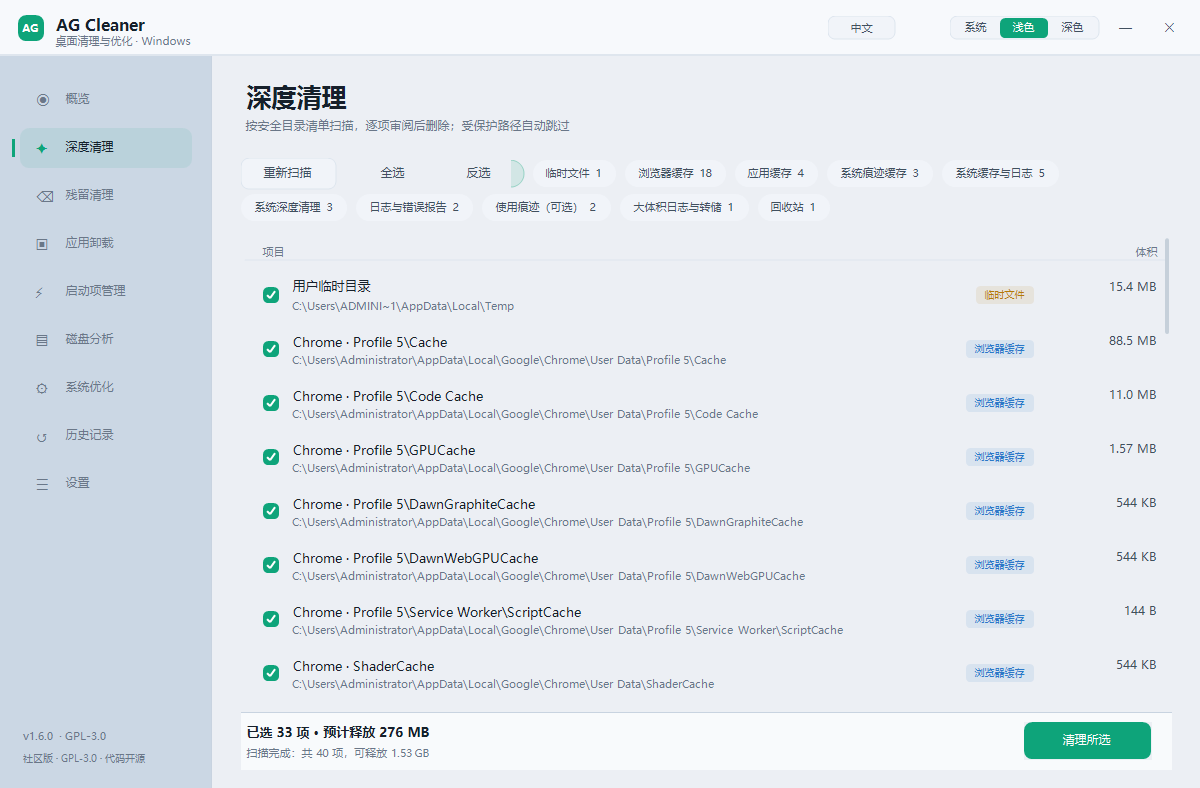 AG
AG Cleaner
桌面清理与优化 · Windows
中文
系统 浅色 深色
概览
深度清理
残留清理
应用卸载
启动项管理
磁盘分析
系统优化
历史记录
设置
v1.6.0 · GPL-3.0
社区版 · GPL-3.0 · 代码开源
深度清理
按安全目录清单扫描，逐项审阅后删除；受保护路径自动跳过
重新扫描 全选 反选 临时文件 1 浏览器缓存 18 应用缓存 4 系统痕迹缓存 3 系统缓存与日志 5
系统深度清理 3 日志与错误报告 2 使用痕迹（可选） 2 大体积日志与转储 1 回收站 1
项目 体积
用户临时目录
C:\Users\ADMINI~1\AppData\Local\Temp
临时文件
15.4 MB
Chrome · Profile 5\Cache
C:\Users\Administrator\AppData\Local\Google\Chrome\User Data\Profile 5\Cache
浏览器缓存
88.5 MB
Chrome · Profile 5\Code Cache
C:\Users\Administrator\AppData\Local\Google\Chrome\User Data\Profile 5\Code Cache
浏览器缓存
11.0 MB
Chrome · Profile 5\GPUCache
C:\Users\Administrator\AppData\Local\Google\Chrome\User Data\Profile 5\GPUCache
浏览器缓存
1.57 MB
Chrome · Profile 5\DawnGraphiteCache
C:\Users\Administrator\AppData\Local\Google\Chrome\User Data\Profile 5\DawnGraphiteCache
浏览器缓存
544 KB
Chrome · Profile 5\DawnWebGPUCache
C:\Users\Administrator\AppData\Local\Google\Chrome\User Data\Profile 5\DawnWebGPUCache
浏览器缓存
544 KB
Chrome · Profile 5\Service Worker\ScriptCache
C:\Users\Administrator\AppData\Local\Google\Chrome\User Data\Profile 5\Service Worker\ScriptCache
浏览器缓存
144 B
Chrome · ShaderCache
C:\Users\Administrator\AppData\Local\Google\Chrome\User Data\ShaderCache
浏览器缓存
544 KB
已选 33 项 • 预计释放 276 MB
扫描完成：共 40 项，可释放 1.53 GB
清理所选